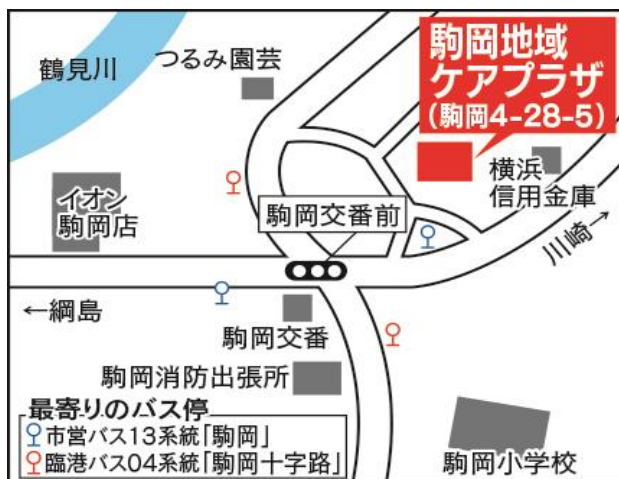 駒岡地域
ケアプラザ
(駒岡4-28-5)
つるみ園芸
鶴見川
横浜
信用金庫
イオン
駒岡店
駒岡交番前
川崎→
←綱島
駒岡交番
駒岡消防出張所
最寄りのバス停
市営バス13系統「駒岡」
臨港バス04系統「駒岡十字路」
駒岡小学校